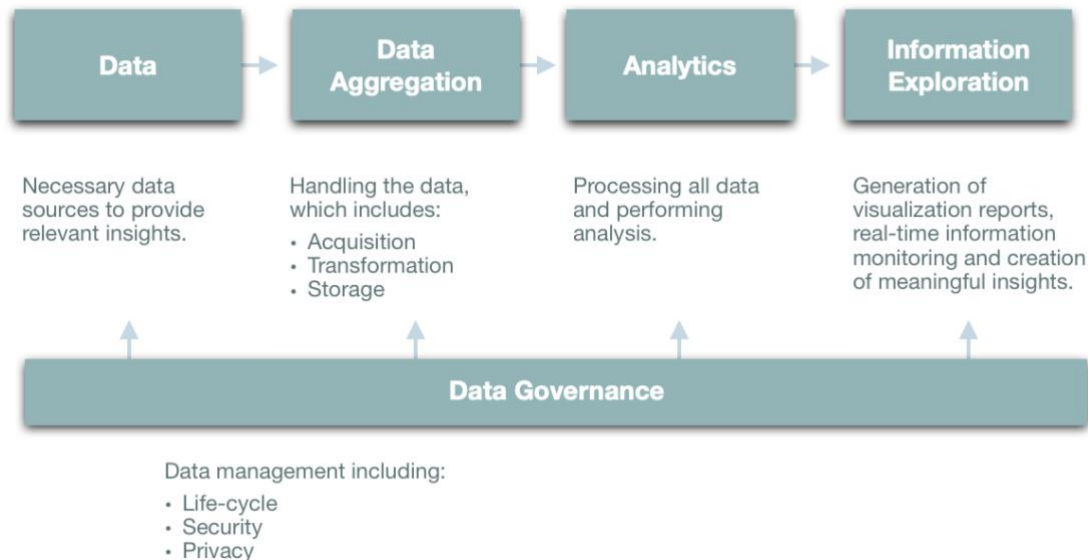 Data
Data
Aggregation
Analytics
Information
Exploration
Necessary data
sources to provide
relevant insights.
Handling the data,
which includes:
• Acquisition
• Transformation
• Storage
Processing all data
and performing
analysis.
Generation of
visualization reports,
real-time information
monitoring and creation
of meaningful insights.
Data Governance
Data management including:
• Life-cycle
• Security
• Privacy